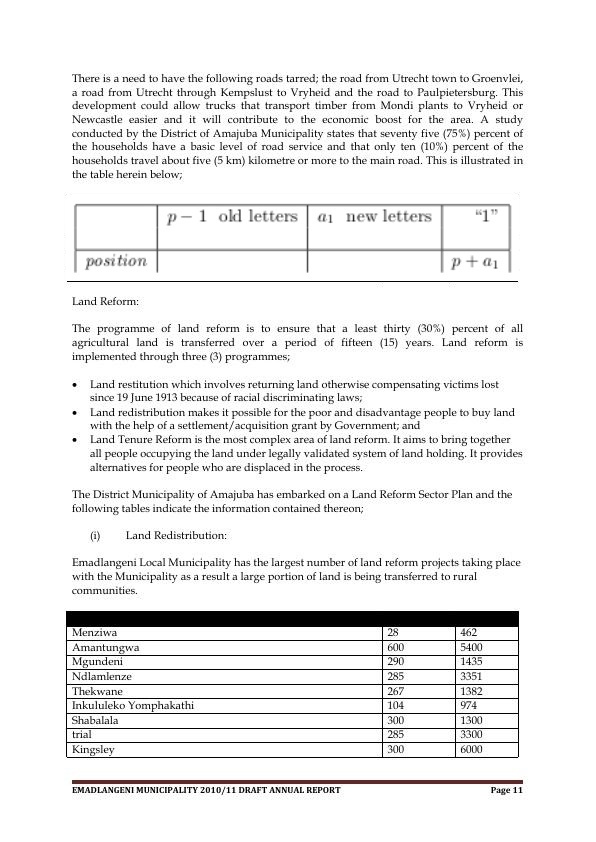 There is a need to have the following roads tarred; the road from Utrecht town to Groenvlei,
a road from Utrecht through Kempslust to Vryheid and the road to Paulpietersburg. This
development could allow trucks that transport timber from Mondi plants to Vryheid or
Newcastle easier and it will contribute to the economic boost for the area. A study
conducted by the District of Amajuba Municipality states that seventy five (75%) percent of
the households have a basic level of road service and that only ten (10%) percent of the
households travel about five (5 km) kilometre or more to the main road. This is illustrated in
the table herein below;
p − 1 old letters a₁ new letters “1”
position p + a₁
Land Reform:
The programme of land reform is to ensure that a least thirty (30%) percent of all
agricultural land is transferred over a period of fifteen (15) years. Land reform is
implemented through three (3) programmes;
• Land restitution which involves returning land otherwise compensating victims lost
since 19 June 1913 because of racial discriminating laws;
• Land redistribution makes it possible for the poor and disadvantage people to buy land
with the help of a settlement/acquisition grant by Government; and
• Land Tenure Reform is the most complex area of land reform. It aims to bring together
all people occupying the land under legally validated system of land holding. It provides
alternatives for people who are displaced in the process.
The District Municipality of Amajuba has embarked on a Land Reform Sector Plan and the
following tables indicate the information contained thereon;
(i) Land Redistribution:
Emadlangeni Local Municipality has the largest number of land reform projects taking place
with the Municipality as a result a large portion of land is being transferred to rural
communities.
Menziwa 28 462
Amantungwa 600 5400
Mgundeni 290 1435
Ndlamlenze 285 3351
Thekwane 267 1382
Inkululeko Yomphakathi 104 974
Shabalala 300 1300
trial 285 3300
Kingsley 300 6000
EMADLANGENI MUNICIPALITY 2010/11 DRAFT ANNUAL REPORT Page 11